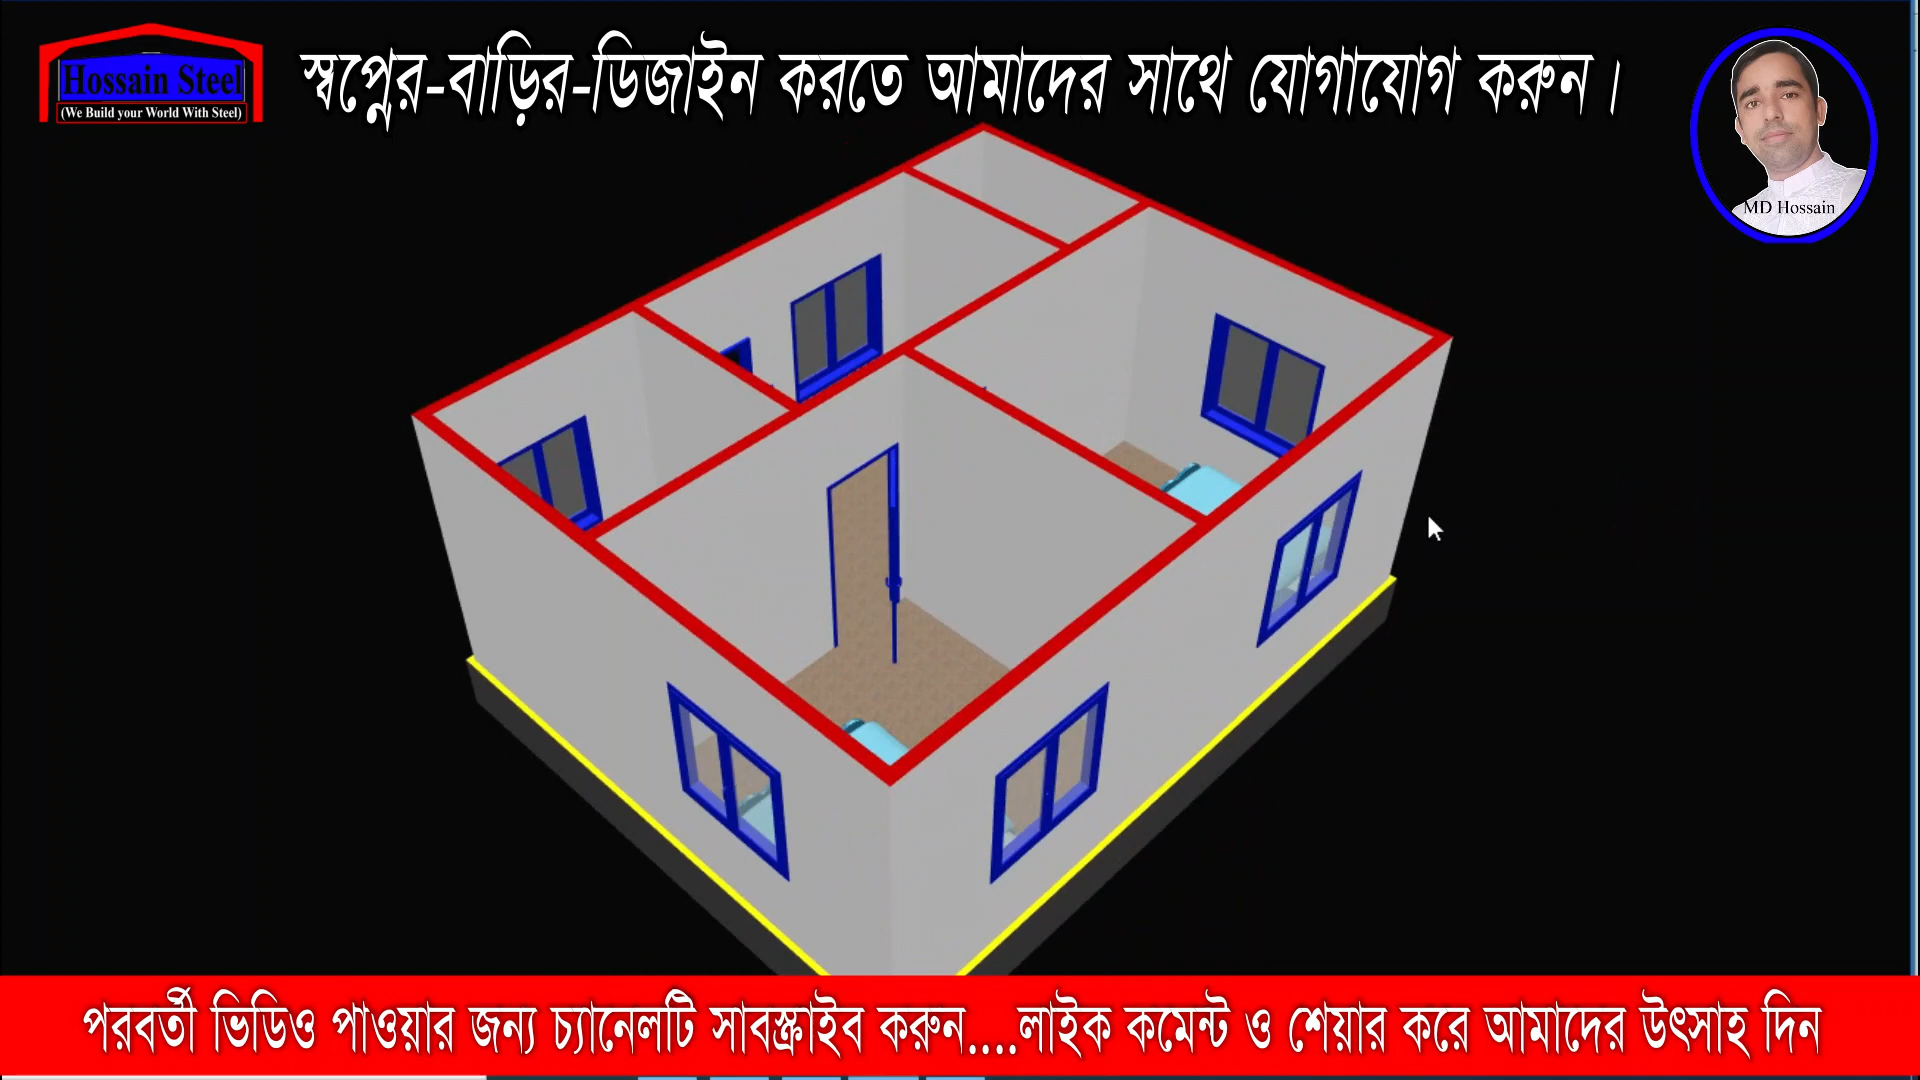 Hossain Steel
(We Build your World With Steel)
স্বপ্নের-বাড়ির-ডিজাইন করতে আমাদের সাথে যোগাযোগ করুন।
MD Hossain
পরবর্তী ভিডিও পাওয়ার জন্য চ্যানেলটি সাবস্ক্রাইব করুন....লাইক কমেন্ট ও শেয়ার করে আমাদের উৎসাহ দিন